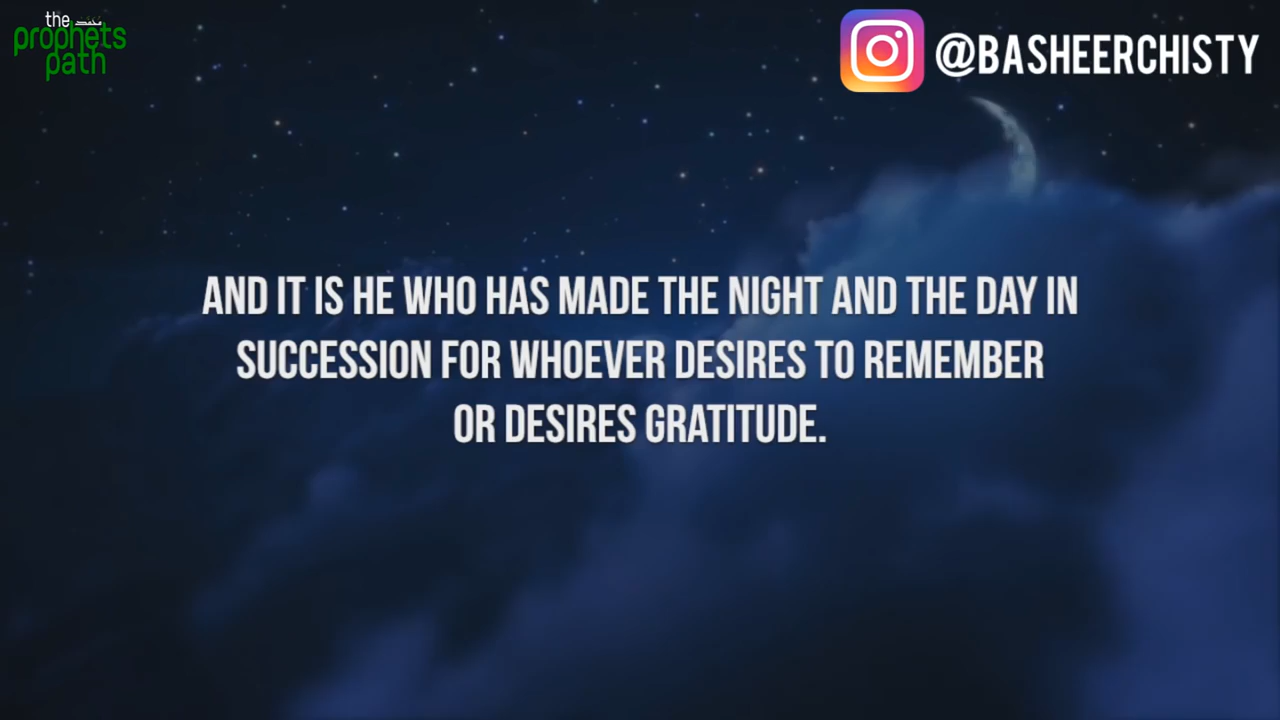 the
prophets
path
@BASHEERCHISTY
AND IT IS HE WHO HAS MADE THE NIGHT AND THE DAY IN
SUCCESSION FOR WHOEVER DESIRES TO REMEMBER
OR DESIRES GRATITUDE.